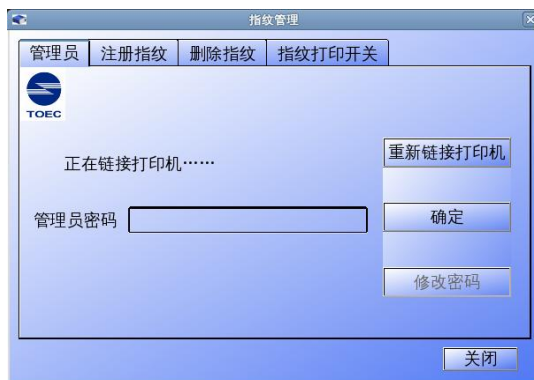 指纹管理
管理员 注册指纹 删除指纹 指纹打印开关
TOEC
正在链接打印机……
重新链接打印机
管理员密码
确定
修改密码
关闭